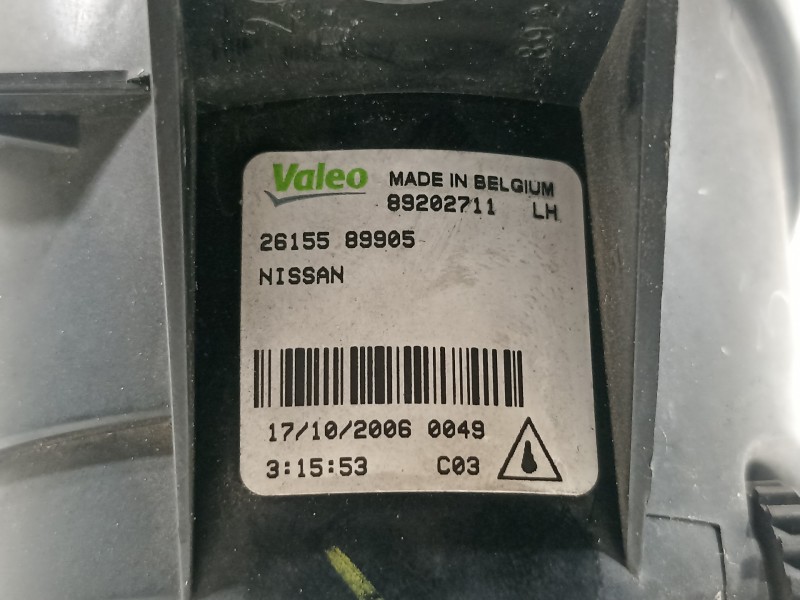 Valeo MADE IN BELGIUM
89202711 LH
26155 89905
NISSAN
17/10/2006 0049
3:15:53 C03